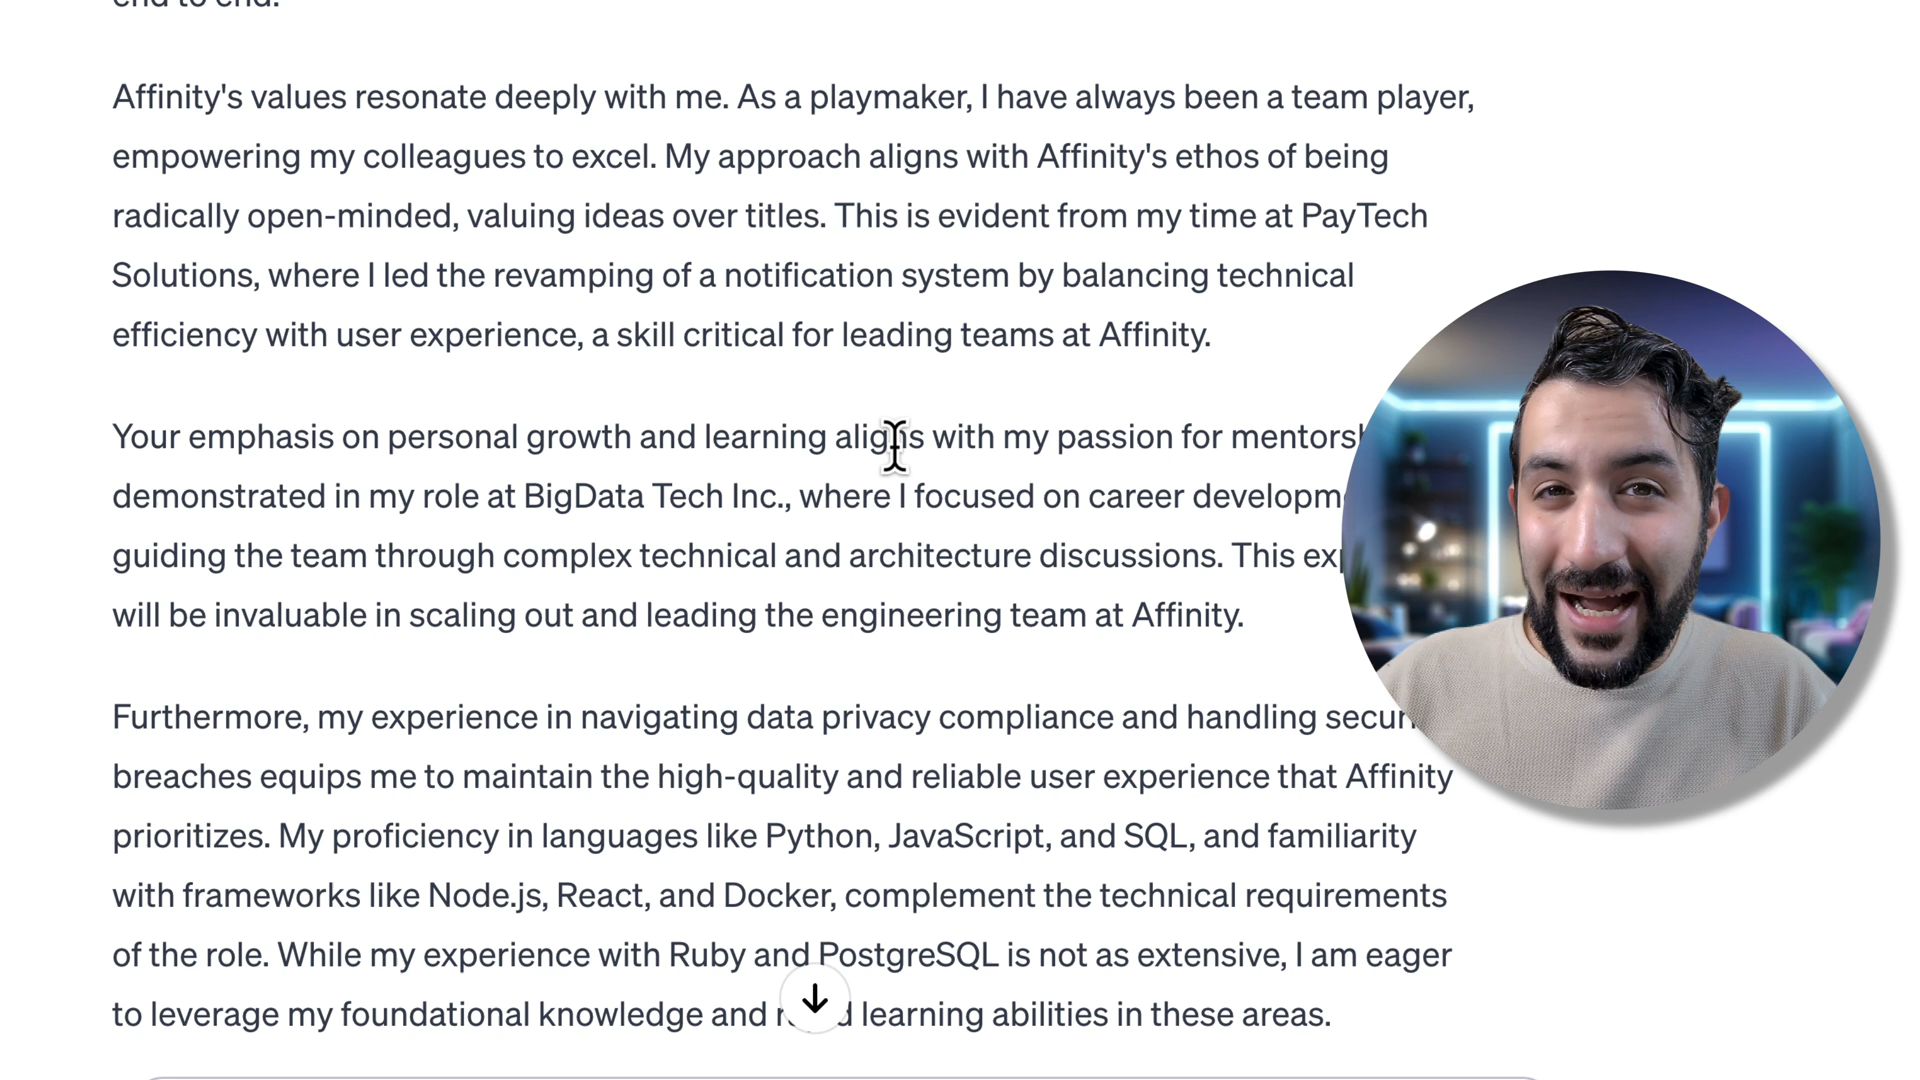 end to end.
Affinity's values resonate deeply with me. As a playmaker, I have always been a team player,
empowering my colleagues to excel. My approach aligns with Affinity's ethos of being
radically open-minded, valuing ideas over titles. This is evident from my time at PayTech
Solutions, where I led the revamping of a notification system by balancing technical
efficiency with user experience, a skill critical for leading teams at Affinity.
Your emphasis on personal growth and learning aligns with my passion for
demonstrated in my role at BigData Tech Inc., where I focused on career
guiding the team through complex technical and architecture discussions. This
will be invaluable in scaling out and leading the engineering team at Affinity.
Furthermore, my experience in navigating data privacy compliance and handling
breaches equips me to maintain the high-quality and reliable user experience that Affinity
prioritizes. My proficiency in languages like Python, JavaScript, and SQL, and familiarity
with frameworks like Node.js, React, and Docker, complement the technical requirements
of the role. While my experience with Ruby and PostgreSQL is not as extensive, I am eager
to leverage my foundational knowledge and learning abilities in these areas.